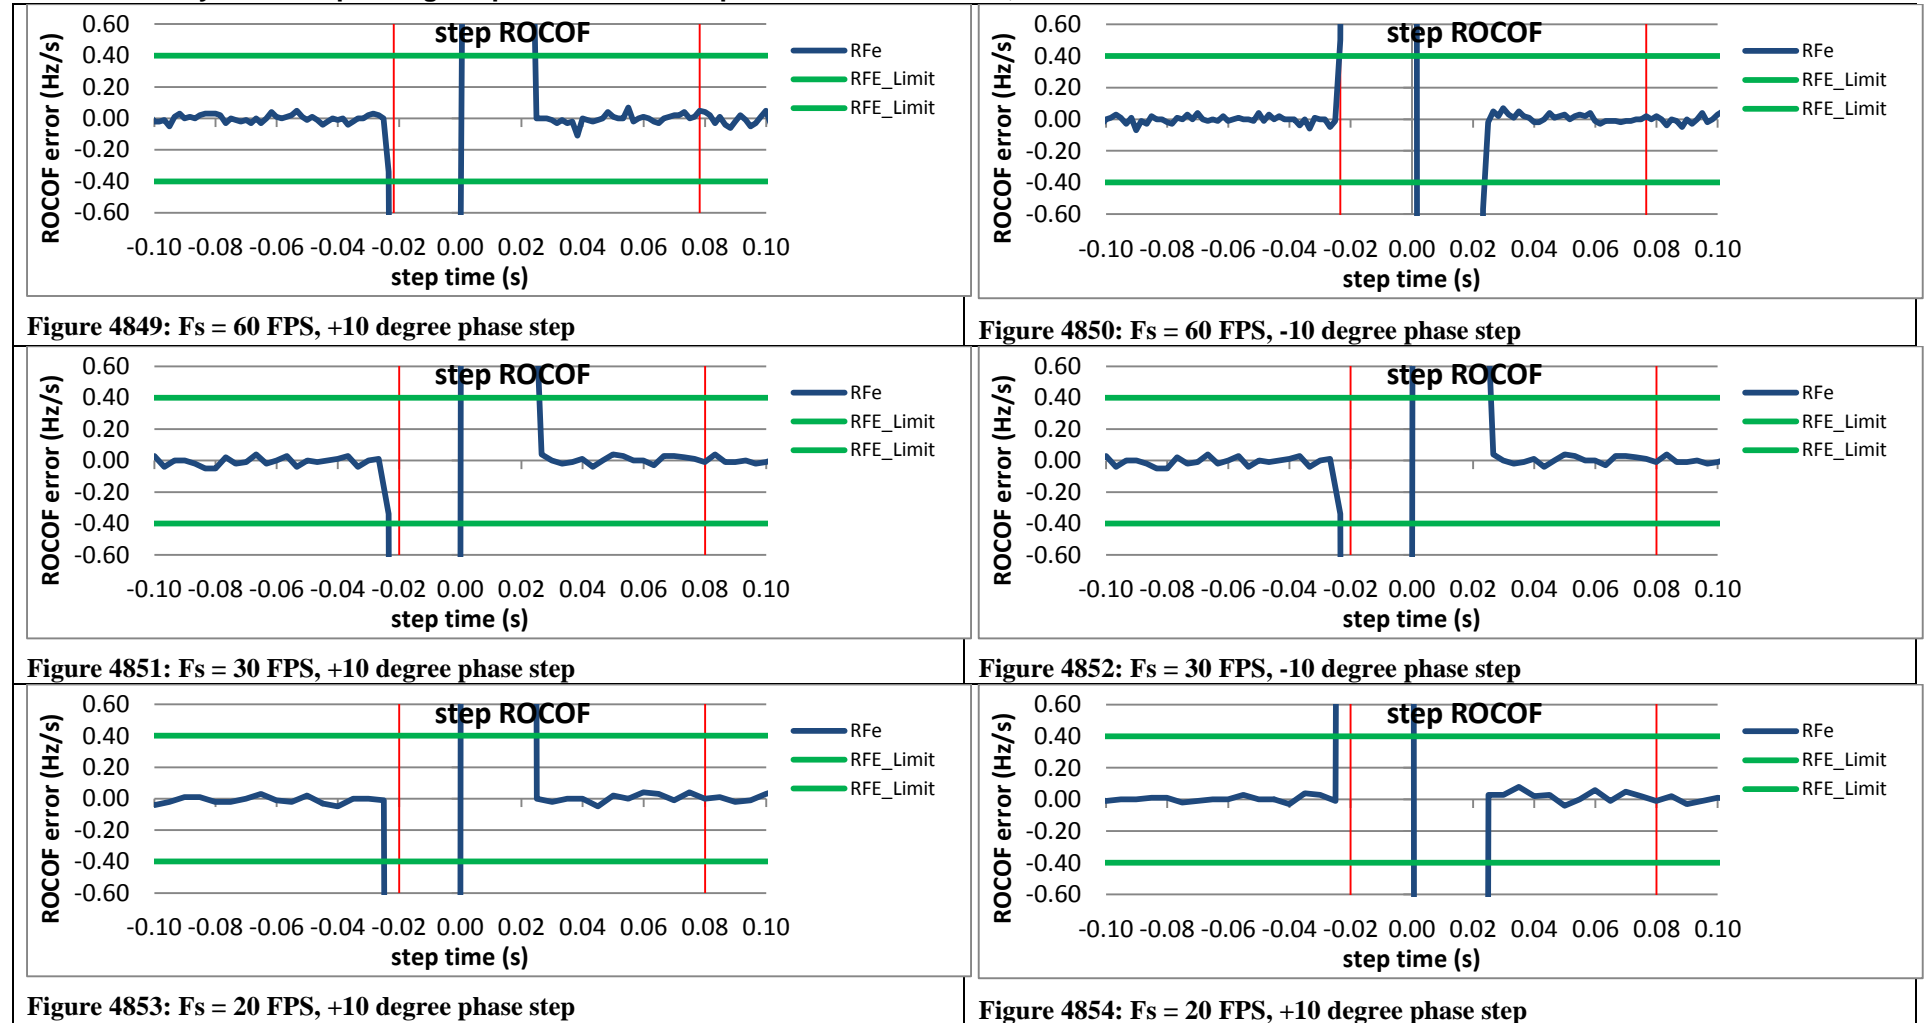 step ROCOF
0.60
0.40
0.20
0.00
-0.20
-0.40
-0.60
ROCOF error (Hz/s)
-0.10 -0.08 -0.06 -0.04 -0.02 0.00 0.02 0.04 0.06 0.08 0.10
step time (s)
RFe
RFE_Limit
RFE_Limit
Figure 4849: Fs = 60 FPS, +10 degree phase step
step ROCOF
0.60
0.40
0.20
0.00
-0.20
-0.40
-0.60
ROCOF error (Hz/s)
-0.10 -0.08 -0.06 -0.04 -0.02 0.00 0.02 0.04 0.06 0.08 0.10
step time (s)
RFe
RFE_Limit
RFE_Limit
Figure 4850: Fs = 60 FPS, -10 degree phase step
step ROCOF
0.60
0.40
0.20
0.00
-0.20
-0.40
-0.60
ROCOF error (Hz/s)
-0.10 -0.08 -0.06 -0.04 -0.02 0.00 0.02 0.04 0.06 0.08 0.10
step time (s)
RFe
RFE_Limit
RFE_Limit
Figure 4851: Fs = 30 FPS, +10 degree phase step
step ROCOF
0.60
0.40
0.20
0.00
-0.20
-0.40
-0.60
ROCOF error (Hz/s)
-0.10 -0.08 -0.06 -0.04 -0.02 0.00 0.02 0.04 0.06 0.08 0.10
step time (s)
RFe
RFE_Limit
RFE_Limit
Figure 4852: Fs = 30 FPS, -10 degree phase step
step ROCOF
0.60
0.40
0.20
0.00
-0.20
-0.40
-0.60
ROCOF error (Hz/s)
-0.10 -0.08 -0.06 -0.04 -0.02 0.00 0.02 0.04 0.06 0.08 0.10
step time (s)
RFe
RFE_Limit
RFE_Limit
Figure 4853: Fs = 20 FPS, +10 degree phase step
step ROCOF
0.60
0.40
0.20
0.00
-0.20
-0.40
-0.60
ROCOF error (Hz/s)
-0.10 -0.08 -0.06 -0.04 -0.02 0.00 0.02 0.04 0.06 0.08 0.10
step time (s)
RFe
RFE_Limit
RFE_Limit
Figure 4854: Fs = 20 FPS, +10 degree phase step